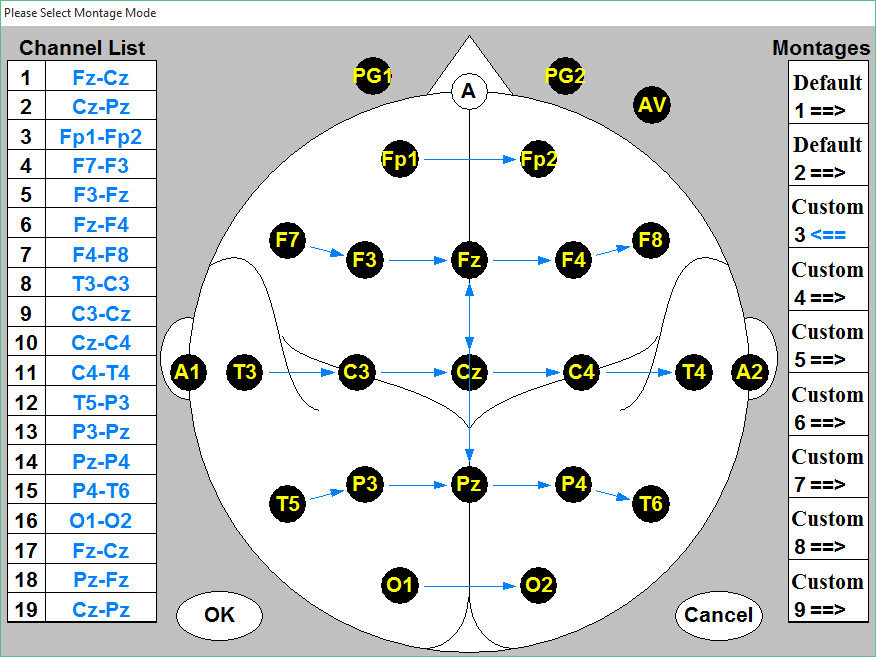 Please Select Montage Mode
Channel List
1 Fz-Cz
2 Cz-Pz
3 Fp1-Fp2
4 F7-F3
5 F3-Fz
6 Fz-F4
7 F4-F8
8 T3-C3
9 C3-Cz
10 Cz-C4
11 C4-T4
12 T5-P3
13 P3-Pz
14 Pz-P4
15 P4-T6
16 O1-O2
17 Fz-Cz
18 Pz-Fz
19 Cz-Pz
PG1 PG2
A
AV
Fp1 Fp2
F7 F8
F3 Fz F4
A1 T3 C3 Cz C4 T4 A2
P3 Pz P4
T5 T6
O1 O2
OK Cancel
Montages
Default
1 ==>
Default
2 ==>
Custom
3 <==
Custom
4 ==>
Custom
5 ==>
Custom
6 ==>
Custom
7 ==>
Custom
8 ==>
Custom
9 ==>